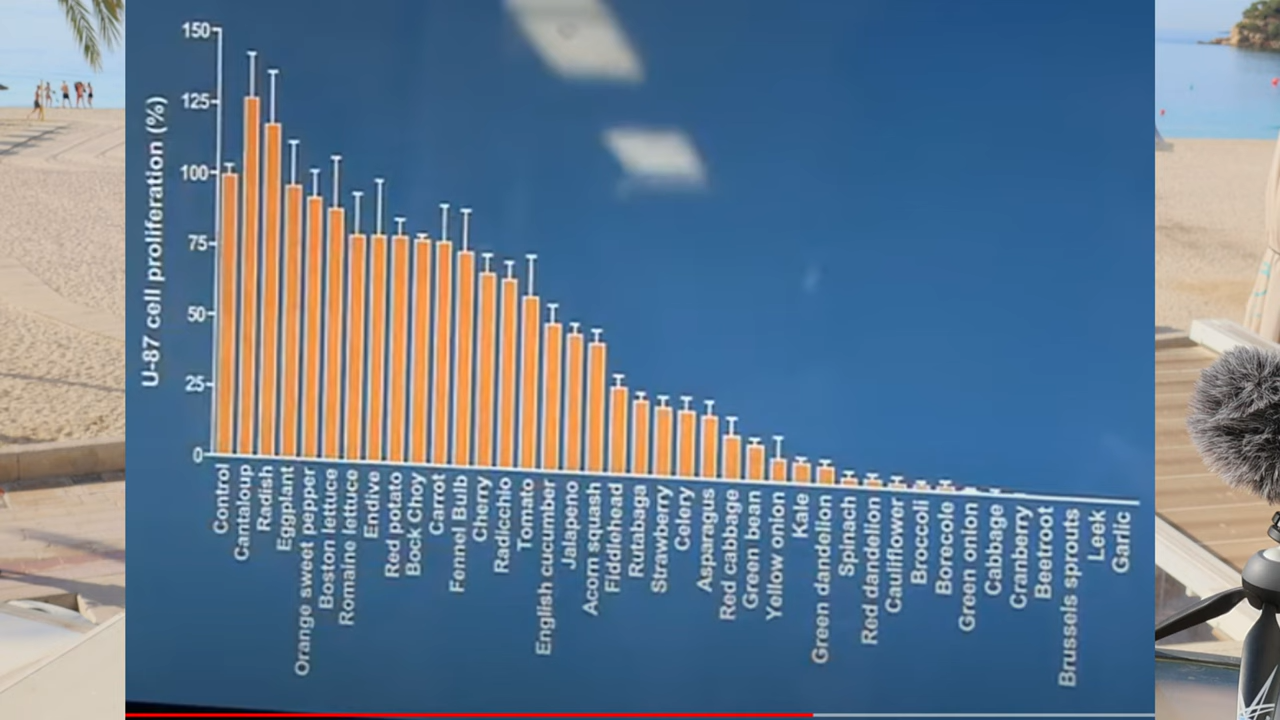 150
125
100
75
50
25
0
U-87 cell proliferation (%)
Control
Cantaloup
Radish
Eggplant
Orange sweet pepper
Boston lettuce
Romaine lettuce
Endive
Red potato
Bock Choy
Carrot
Fennel Bulb
Cherry
Radicchio
Tomato
English cucumber
Jalapeno
Acorn squash
Fiddlehead
Rutabaga
Strawberry
Celery
Asparagus
Red cabbage
Green bean
Yellow onion
Kale
Green dandelion
Spinach
Red dandelion
Cauliflower
Broccoli
Borecole
Green onion
Cabbage
Cranberry
Beetroot
Brussels sprouts
Leek
Garlic